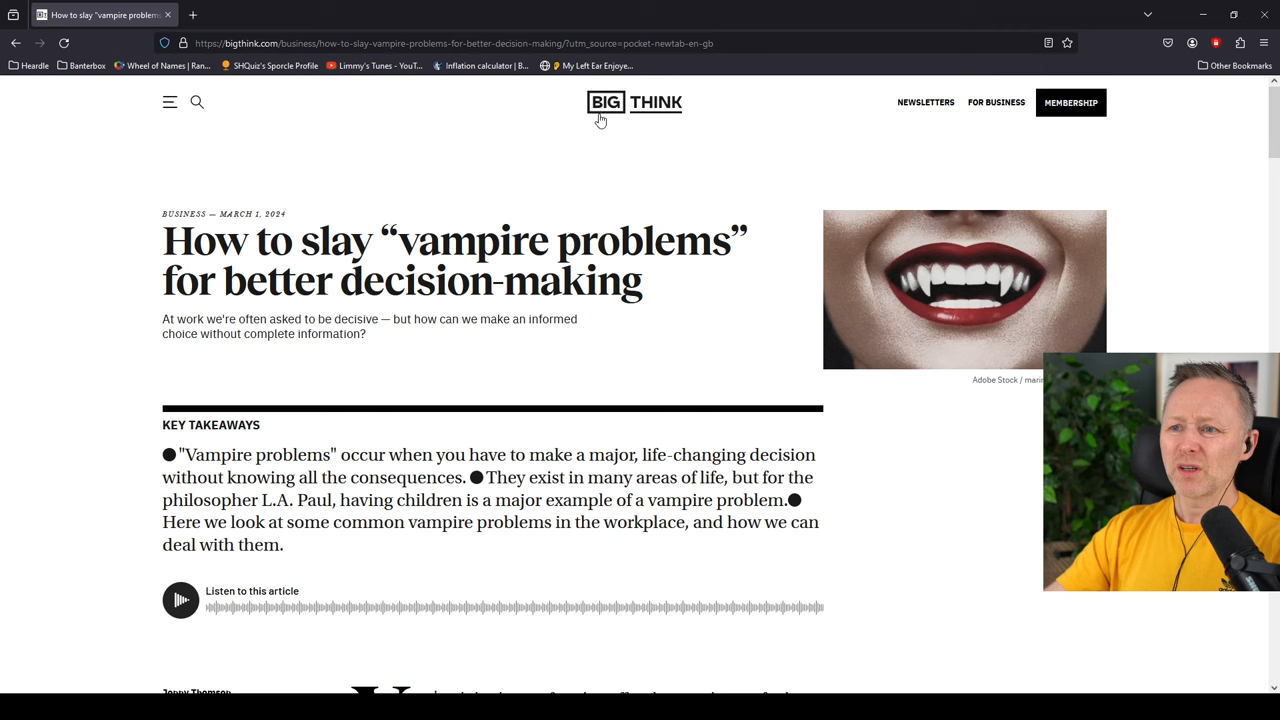 How to slay "vampire problem
https://bigthink.com/business/how-to-slay-vampire-problems-for-better-decision-making/?utm_source=pocket-newtab-en-gb
Heardle
Banterbox
Wheel of Names | Ran...
SHQuiz's Sporcle Profile
Limmy's Tunes - YouT...
Inflation calculator | B...
My Left Ear Enjoye...
Other Bookmarks
BIG THINK
NEWSLETTERS
FOR BUSINESS
MEMBERSHIP
BUSINESS — MARCH 1, 2024
How to slay “vampire problems”
for better decision-making
At work we're often asked to be decisive — but how can we make an informed
choice without complete information?
Adobe Stock /
KEY TAKEAWAYS
● "Vampire problems" occur when you have to make a major, life-changing decision
without knowing all the consequences. ● They exist in many areas of life, but for the
philosopher L.A. Paul, having children is a major example of a vampire problem.●
Here we look at some common vampire problems in the workplace, and how we can
deal with them.
Listen to this article
Jonny Thomson